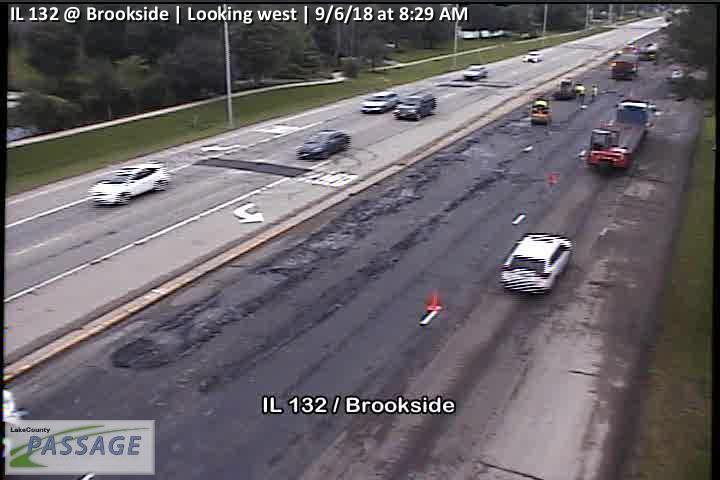 IL 132 @ Brookside | Looking west | 9/6/18 at 8:29 AM
IL 132 / Brookside
LakeCounty
PASSAGE